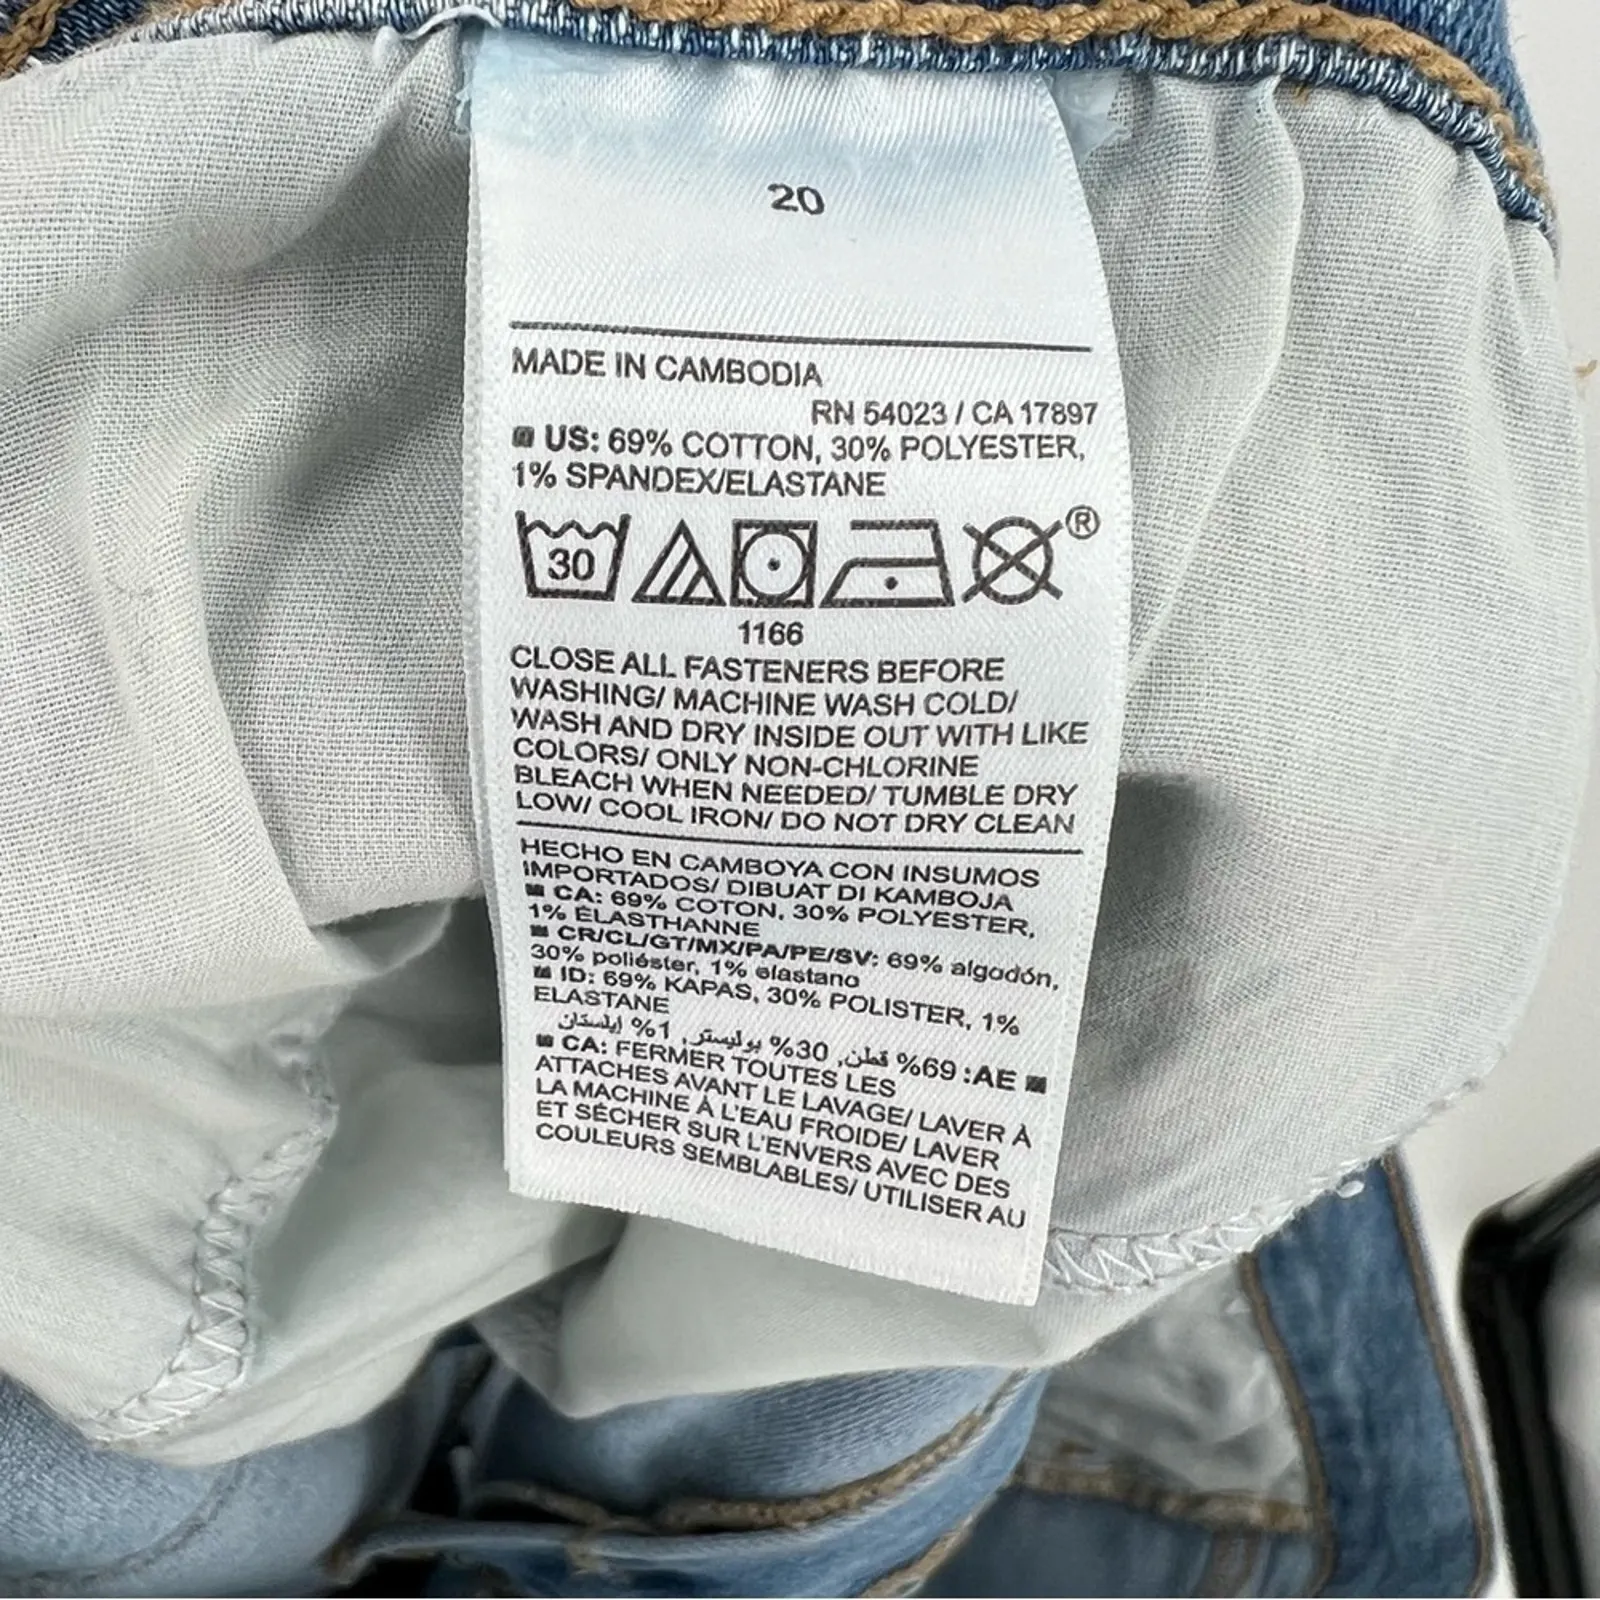 20
MADE IN CAMBODIA
RN 54023 / CA 17897
US: 69% COTTON, 30% POLYESTER,
1% SPANDEX/ELASTANE
30
®
1166
CLOSE ALL FASTENERS BEFORE
WASHING/ MACHINE WASH COLD/
WASH AND DRY INSIDE OUT WITH LIKE
COLORS/ ONLY NON-CHLORINE
BLEACH WHEN NEEDED/ TUMBLE DRY
LOW/ COOL IRON/ DO NOT DRY CLEAN
HECHO EN CAMBOYA CON INSUMOS
IMPORTADOS/ DIBUAT DI KAMBOJA
CA: 69% COTON, 30% POLYESTER,
1% ÉLASTHANNE
CR/CL/GT/MX/PA/PE/SV: 69% algodón,
30% poliéster, 1% elastano
ID: 69% KAPAS, 30% POLISTER, 1%
ELASTANE
AE: 69% قطن, 30% بوليستر, 1% إيلستان
CA: FERMER TOUTES LES
ATTACHES AVANT LE LAVAGE/ LAVER À
LA MACHINE À L'EAU FROIDE/ LAVER
ET SÉCHER SUR L'ENVERS AVEC DES
COULEURS SEMBLABLES/ UTILISER AU